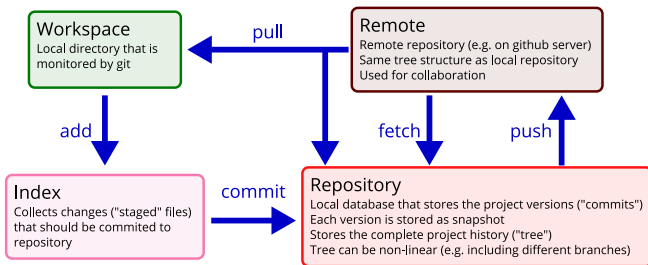 Workspace
Local directory that is
monitored by git
pull
Remote
Remote repository (e.g. on github server)
Same tree structure as local repository
Used for collaboration
add
fetch
push
Index
Collects changes ("staged" files)
that should be commited to
repository
commit
Repository
Local database that stores the project versions ("commits")
Each version is stored as snapshot
Stores the complete project history ("tree")
Tree can be non-linear (e.g. including different branches)